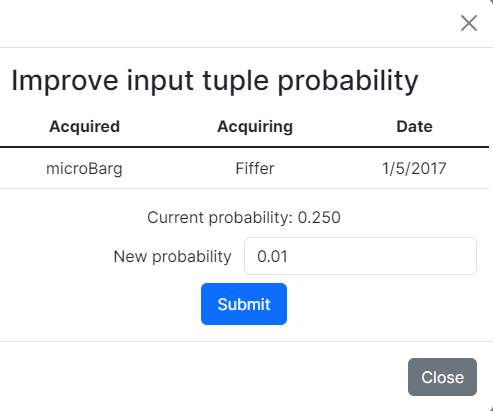 Improve input tuple probability
Acquired Acquiring Date
microBarg Fiffer 1/5/2017
Current probability: 0.250
New probability 0.01
Submit
Close